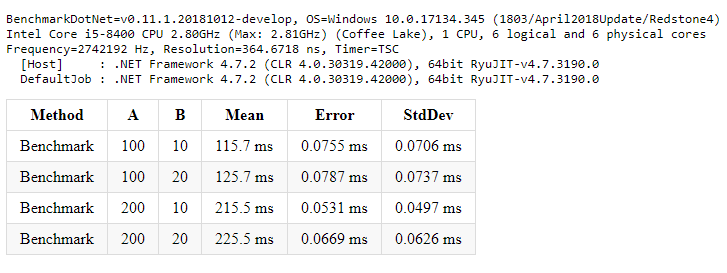 BenchmarkDotNet=v0.11.1.20181012-develop, OS=Windows 10.0.17134.345 (1803/April2018Update/Redstone4)
Intel Core i5-8400 CPU 2.80GHz (Max: 2.81GHz) (Coffee Lake), 1 CPU, 6 logical and 6 physical cores
Frequency=2742192 Hz, Resolution=364.6718 ns, Timer=TSC
[Host]     : .NET Framework 4.7.2 (CLR 4.0.30319.42000), 64bit RyuJIT-v4.7.3190.0
DefaultJob : .NET Framework 4.7.2 (CLR 4.0.30319.42000), 64bit RyuJIT-v4.7.3190.0
Method A B Mean Error StdDev
Benchmark 100 10 115.7 ms 0.0755 ms 0.0706 ms
Benchmark 100 20 125.7 ms 0.0787 ms 0.0737 ms
Benchmark 200 10 215.5 ms 0.0531 ms 0.0497 ms
Benchmark 200 20 225.5 ms 0.0669 ms 0.0626 ms